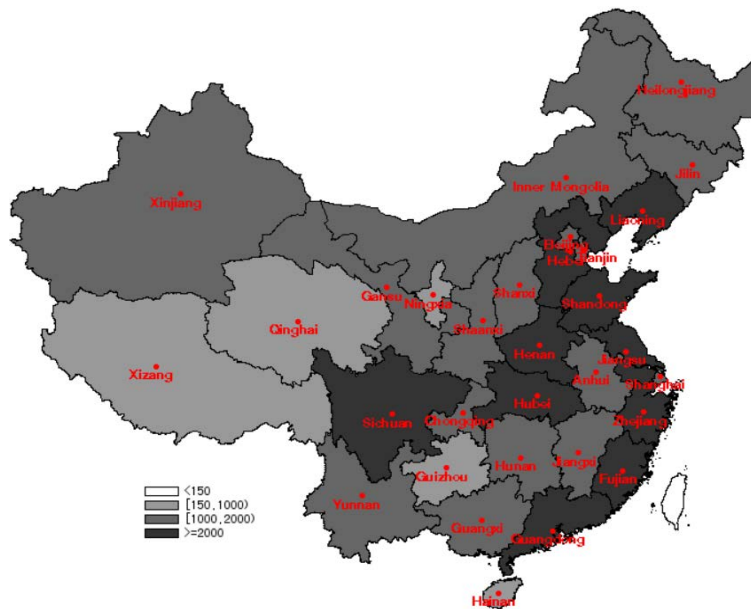 Heilongjiang
Jilin
Inner Mongolia
Xinjiang
Liaoning
Beijing
Hebei
Tianjin
Gansu
Ningxia
Shanxi
Shandong
Qinghai
Shaanxi
Henan
Jiangsu
Xizang
Anhui
Shanghai
Hubei
Sichuan
Chongqing
Zhejiang
Hunan
Jiangxi
Guizhou
Fujian
<150
[150,1000)
[1000,2000)
>=2000
Yunnan
Guangxi
Guangdong
Hainan